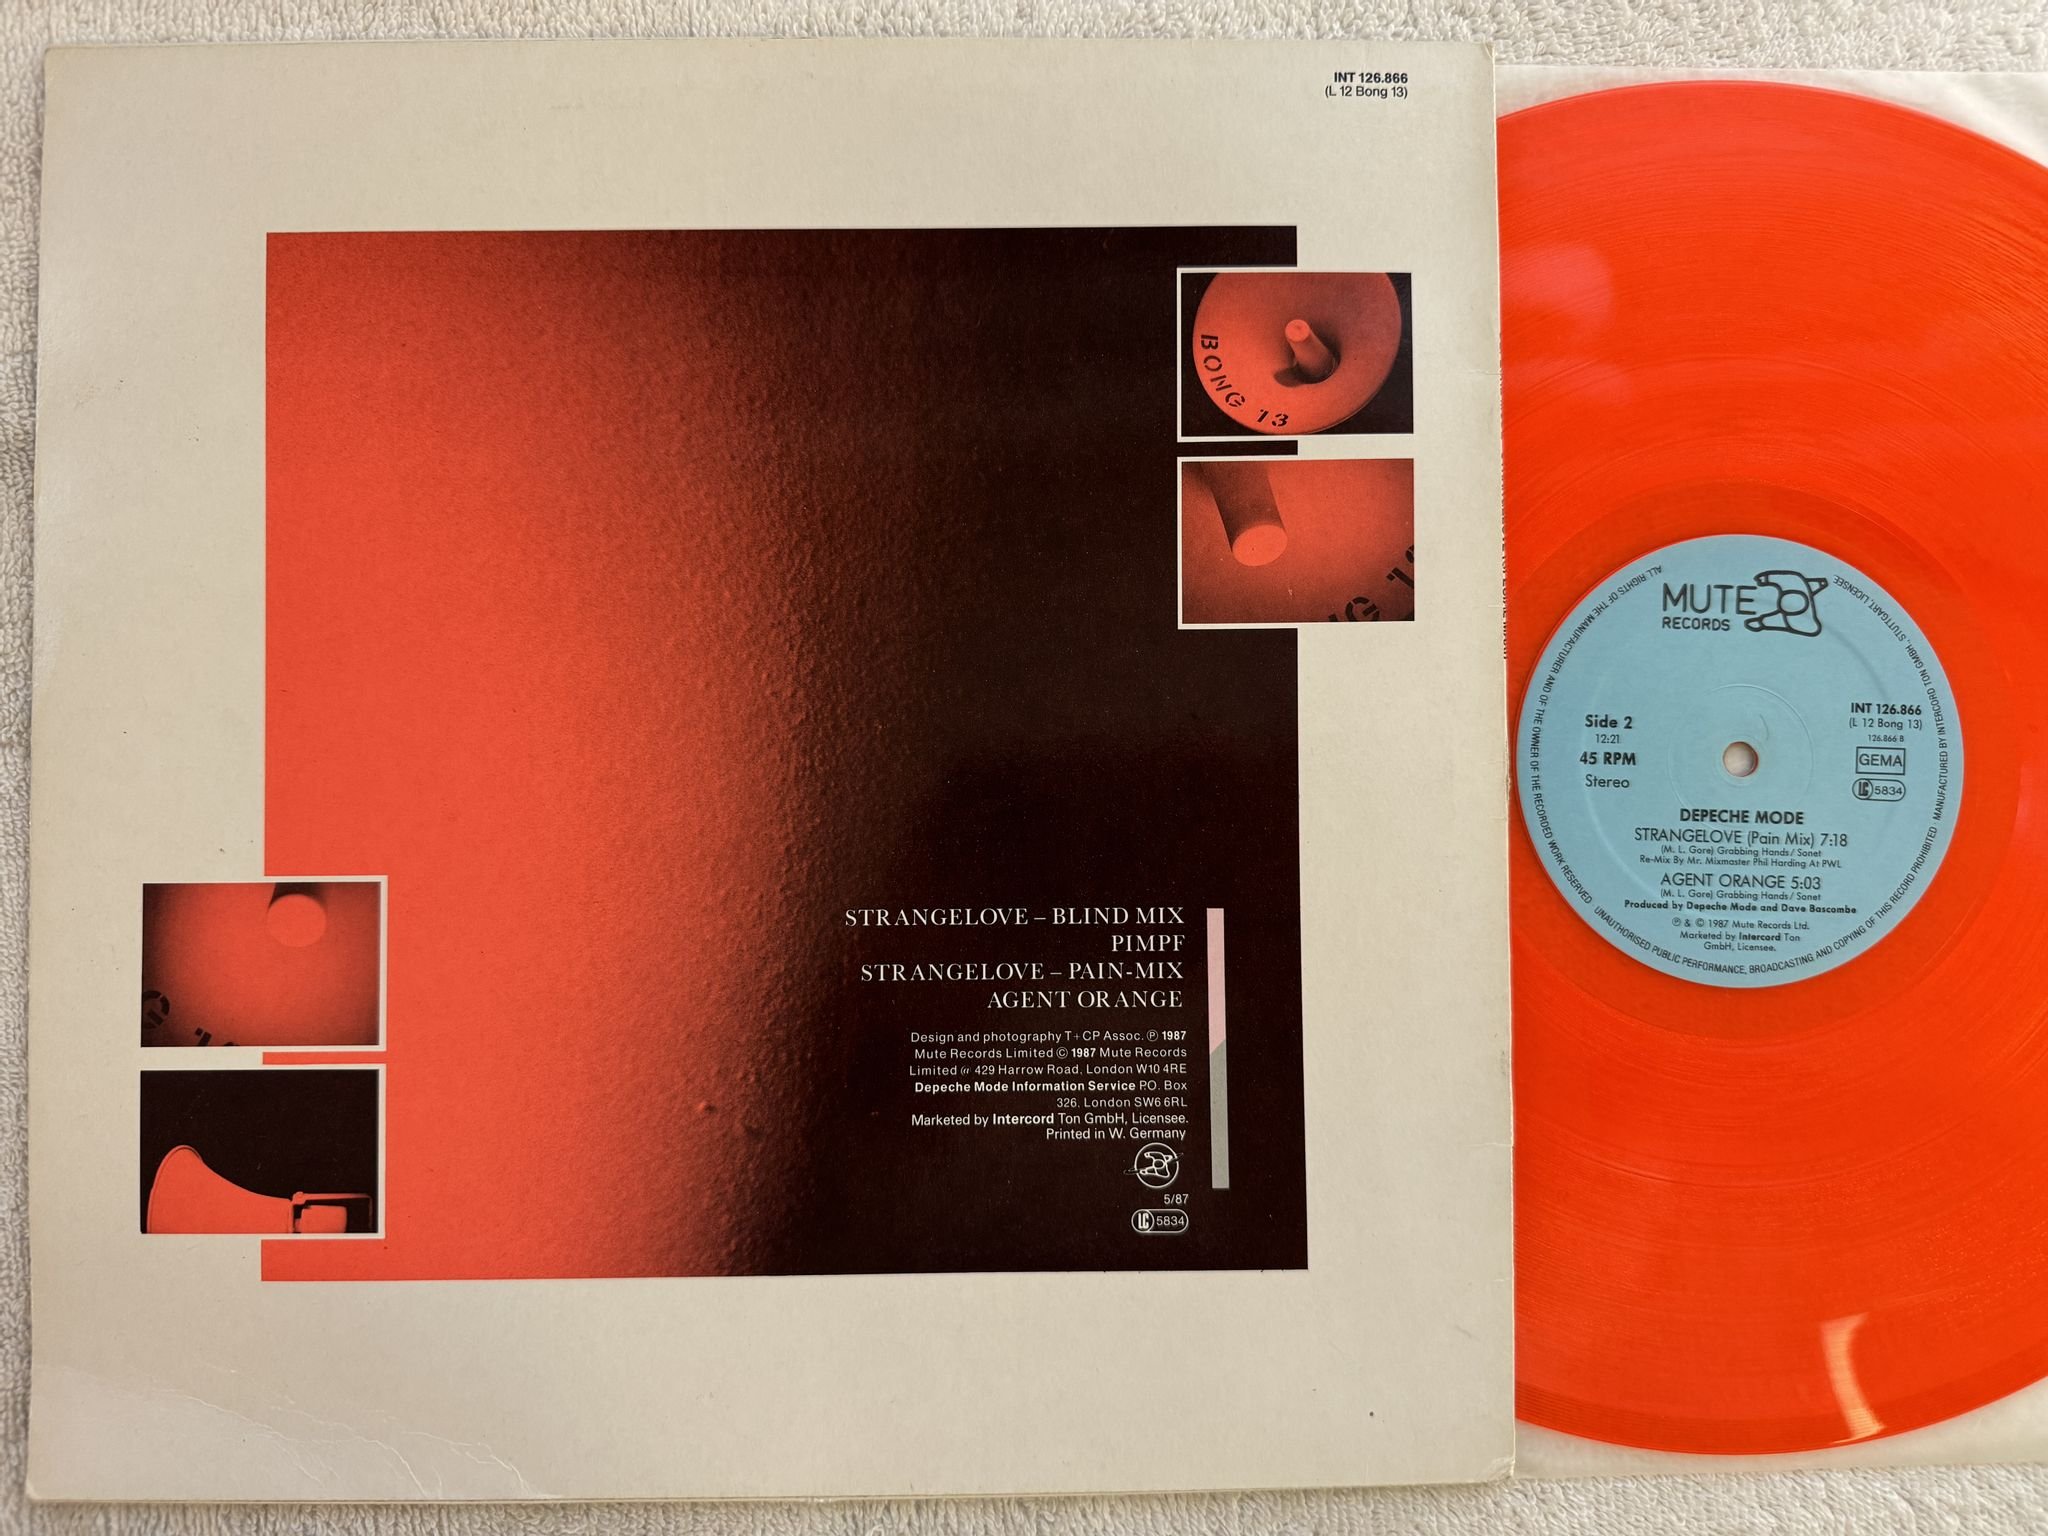 INT 126.866
(L 12 Bong 13)
BONG 13
NG 13
STRANGELOVE – BLIND MIX
PIMPF
STRANGELOVE – PAIN-MIX
AGENT ORANGE
Design and photography T+CP Assoc. ℗ 1987
Mute Records Limited © 1987 Mute Records
Limited @ 429 Harrow Road, London W10 4RE
Depeche Mode Information Service P.O. Box
326, London SW6 6RL
Marketed by Intercord Ton GmbH, Licensee.
Printed in W. Germany
5/87
LC 5834
MUTE
RECORDS
Side 2
12:21
45 RPM
Stereo
INT 126.866
(L 12 Bong 13)
126.866 B
GEMA
LC 5834
DEPECHE MODE
STRANGELOVE (Pain Mix) 7:18
(M. L. Gore) Grabbing Hands / Sonet
Re-Mix By Mr. Mixmaster Phil Harding At PWL
AGENT ORANGE 5:03
(M. L. Gore) Grabbing Hands / Sonet
Produced by Depeche Mode and Dave Bascombe
℗ & © 1987 Mute Records Ltd.
Marketed by Intercord Ton
GmbH, Licensee.
ALL RIGHTS OF THE MANUFACTURER AND OF THE OWNER OF THE RECORDED WORK RESERVED · UNAUTHORISED PUBLIC PERFORMANCE, BROADCASTING AND COPYING OF THIS RECORD PROHIBITED · MANUFACTURED BY INTERCORD TON GMBH, STUTTGART, LICENSEE.